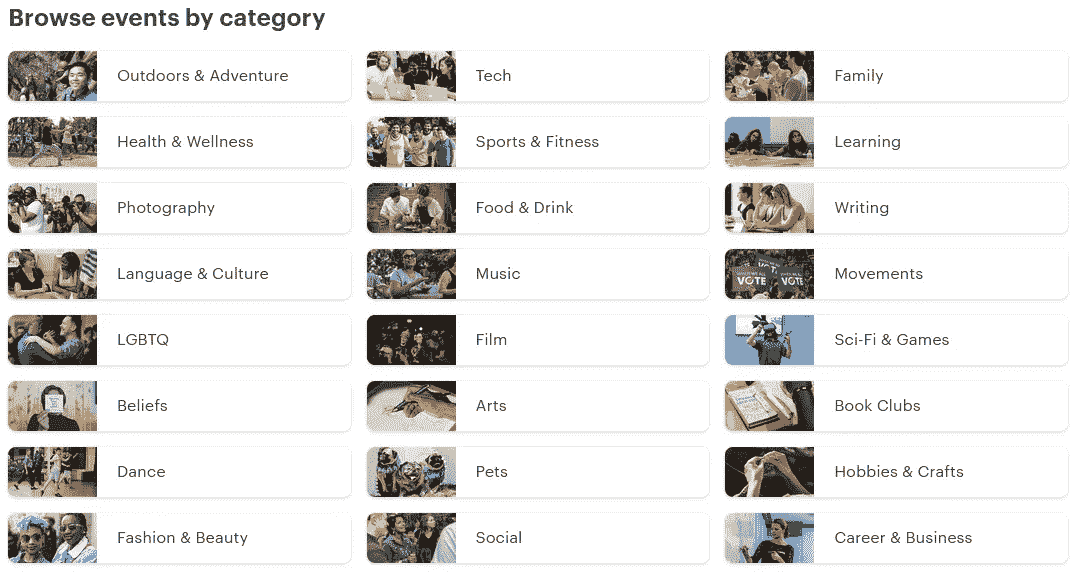 Browse events by category
Outdoors & Adventure
Tech
Family
Health & Wellness
Sports & Fitness
Learning
Photography
Food & Drink
Writing
Language & Culture
Music
Movements
VOTE
VOTE
VOTE
LGBTQ
Film
Sci-Fi & Games
Beliefs
Arts
Book Clubs
Dance
Pets
Hobbies & Crafts
Fashion & Beauty
Social
Career & Business